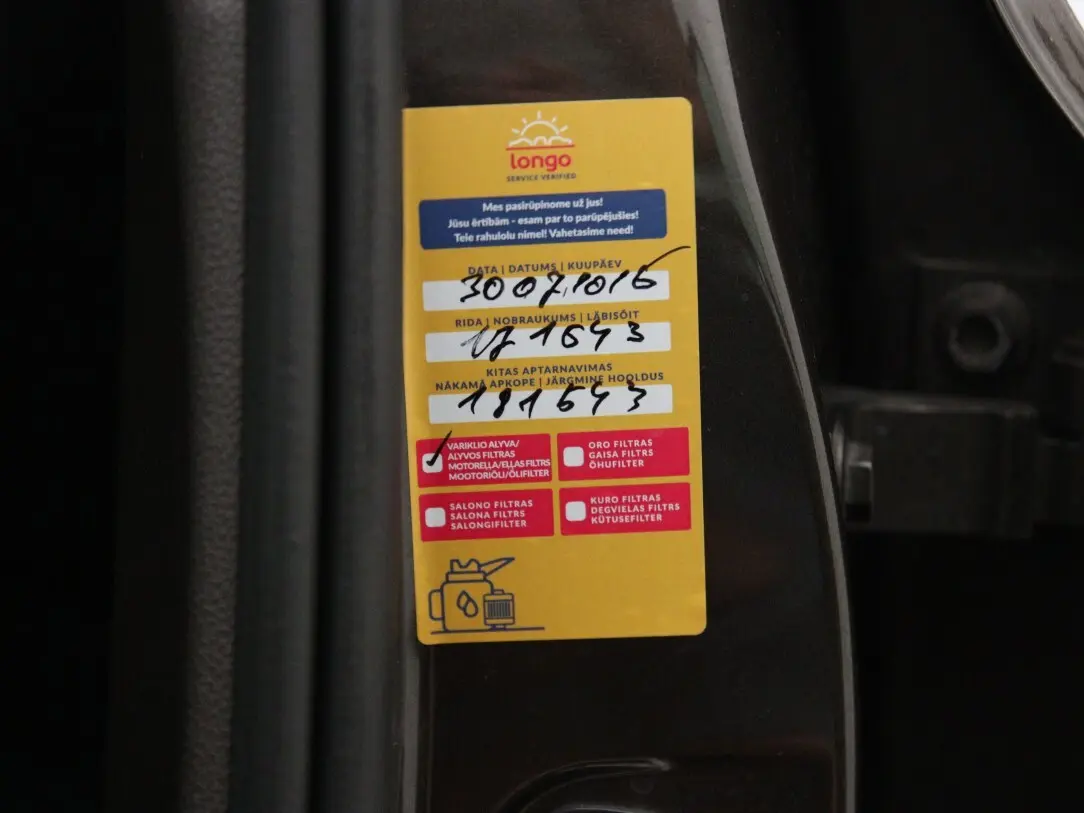 longo
SERVICE VERIFIED
Mes pasirūpinome už jus!
Jūsu ērtībām - esam par to parūpējušies!
Teie rahulolu nimel! Vahetasime need!
DATA | DATUMS | KUUPÄEV
RIDA | NOBRAUKUMS | LÄBISÕIT
171643
KITAS APTARNAVIMAS
NĀKAMĀ APKOPE | JÄRGMINE HOOLDUS
181643
VARIKLIO ALYVA/
ALYVOS FILTRAS
MOTOREĻĻA/EĻĻAS FILTRS
MOOTORIÕLI/ÕLIFILTER
ORO FILTRAS
GAISA FILTRS
ÕHUFILTER
SALONO FILTRAS
SALONA FILTRS
SALONGIFILTER
KURO FILTRAS
DEGVIELAS FILTRS
KÜTUSEFILTER